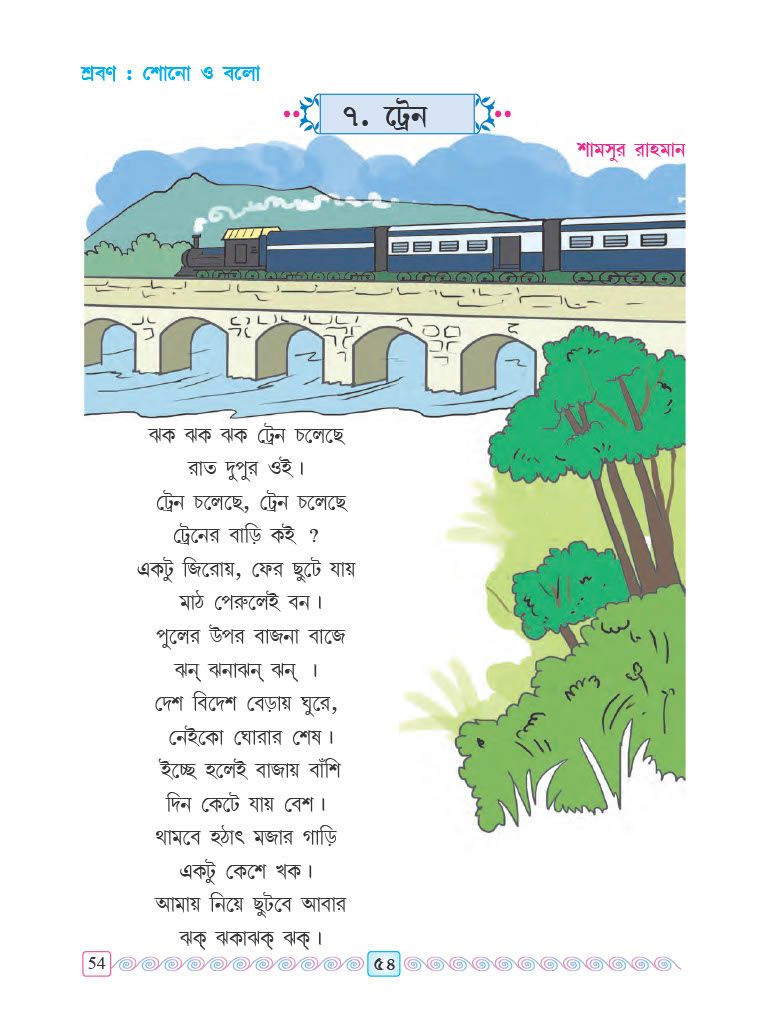 শ্রবণ : শোনো ও বলো
৭. ট্রেন
শামসুর রাহমান
ঝক ঝক ঝক ট্রেন চলেছে
রাত দুপুর ওই।
ট্রেন চলেছে, ট্রেন চলেছে
ট্রেনের বাড়ি কই ?
একটু জিরোয়, ফের ছুটে যায়
মাঠ পেরুলেই বন।
পুলের উপর বাজনা বাজে
ঝন্ ঝনাঝন্ ঝন্ ।
দেশ বিদেশ বেড়ায় ঘুরে,
নেইকো ঘোরার শেষ।
ইচ্ছে হলেই বাজায় বাঁশি
দিন কেটে যায় বেশ।
থামবে হঠাৎ মজার গাড়ি
একটু কেশে খক।
আমায় নিয়ে ছুটবে আবার
ঝক্ ঝকাঝক্ ঝক্।
54 ৫৪